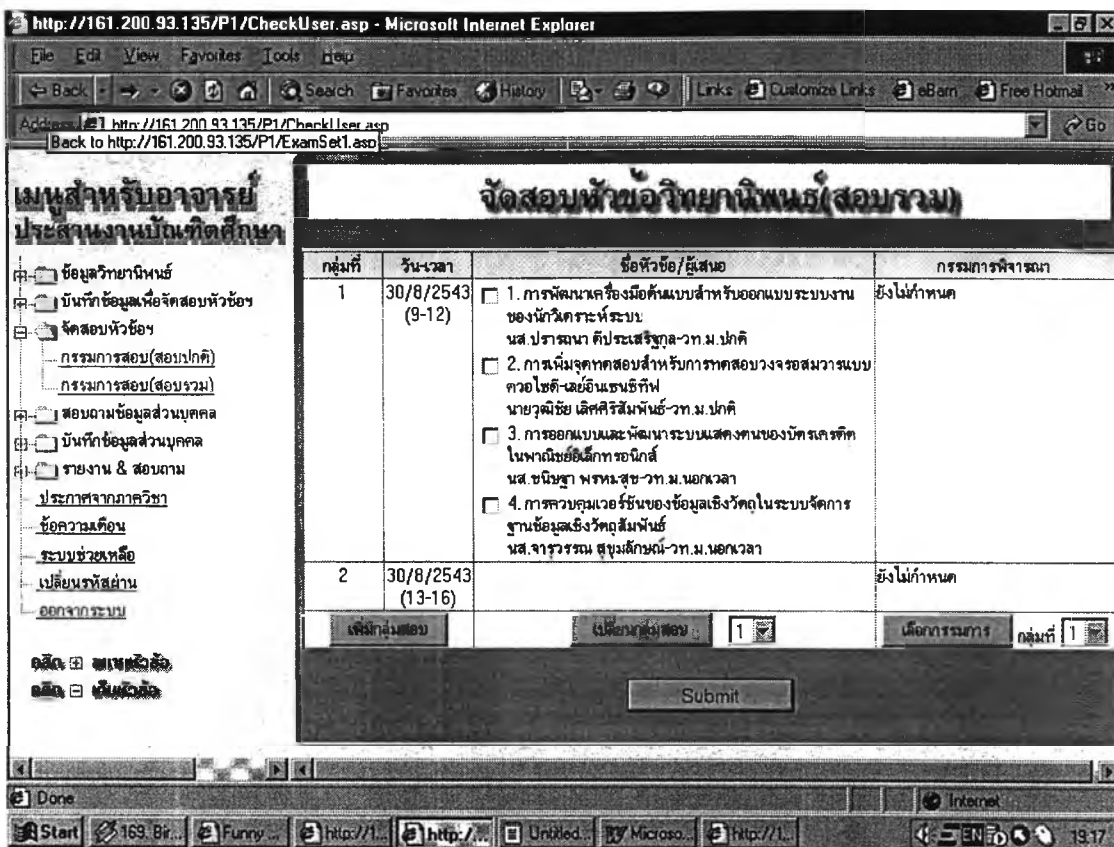 http://161.200.93.135/P1/CheckUser.asp - Microsoft Internet Explorer
File Edit View Favorites Tools Help
Back Search Favorites History Links Customize Links eBarn Free Hotmail
Address http://161.200.93.135/P1/CheckUser.asp Go
Back to http://161.200.93.135/P1/ExamSet1.asp
เมนูสำหรับอาจารย์
ประสานงานบัณฑิตศึกษา
ข้อมูลวิทยานิพนธ์
บันทึกข้อมูลเพื่อจัดสอบหัวข้อฯ
จัดสอบหัวข้อฯ
กรรมการสอบ(สอบปกติ)
กรรมการสอบ(สอบรวม)
สอบถามข้อมูลส่วนบุคคล
บันทึกข้อมูลส่วนบุคคล
รายงาน & สอบถาม
ประกาศจากภาควิชา
ข้อความเตือน
ระบบช่วยเหลือ
เปลี่ยนรหัสผ่าน
ออกจากระบบ
คลิก ขยายหัวข้อ
คลิก เก็บหัวข้อ
จัดสอบหัวข้อวิทยานิพนธ์(สอบรวม)
กลุ่มที่ วัน-เวลา ชื่อหัวข้อ/ผู้เสนอ กรรมการพิจารณา
1 30/8/2543 1. การพัฒนาเครื่องมือต้นแบบสำหรับออกแบบระบบงาน ยังไม่กำหนด
(9-12) ของนักวิเคราะห์ระบบ
นส.ปรารถนา ดีประเสริฐกุล-วท.ม.ปกติ
2. การเพิ่มจุดทดสอบสำหรับการทดสอบวงจรอสมวารแบบ
ควอไซดี-เลย์อินเซนซิทีฟ
นายวุฒิชัย เลิศศิริสัมพันธ์-วท.ม.ปกติ
3. การออกแบบและพัฒนาระบบแสดงตนของบัตรเครดิต
ในพาณิชย์อิเล็กทรอนิกส์
นส.ชนิษฐา พรหมสุข-วท.ม.นอกเวลา
4. การควบคุมเวอร์ชันของข้อมูลเชิงวัตถุในระบบจัดการ
ฐานข้อมูลเชิงวัตถุสัมพันธ์
นส.จารุวรรณ สุขุมลักษณ์-วท.ม.นอกเวลา
2 30/8/2543 ยังไม่กำหนด
(13-16)
เพิ่มกลุ่มสอบ เปลี่ยนกลุ่มสอบ 1 เลือกกรรมการ กลุ่มที่ 1
Submit
Done Internet
Start 169. Bir... Funny ... http://1... http:/... Untitled... Microso... http://1... EN 19:17